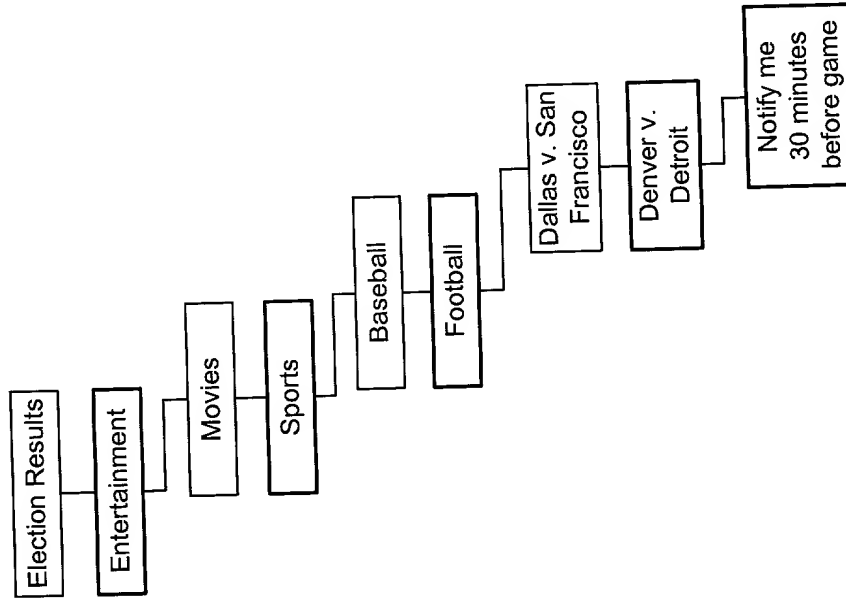 Election Results
Entertainment
Movies
Sports
Baseball
Football
Dallas v. San
Francisco
Denver v.
Detroit
Notify me
30 minutes
before game